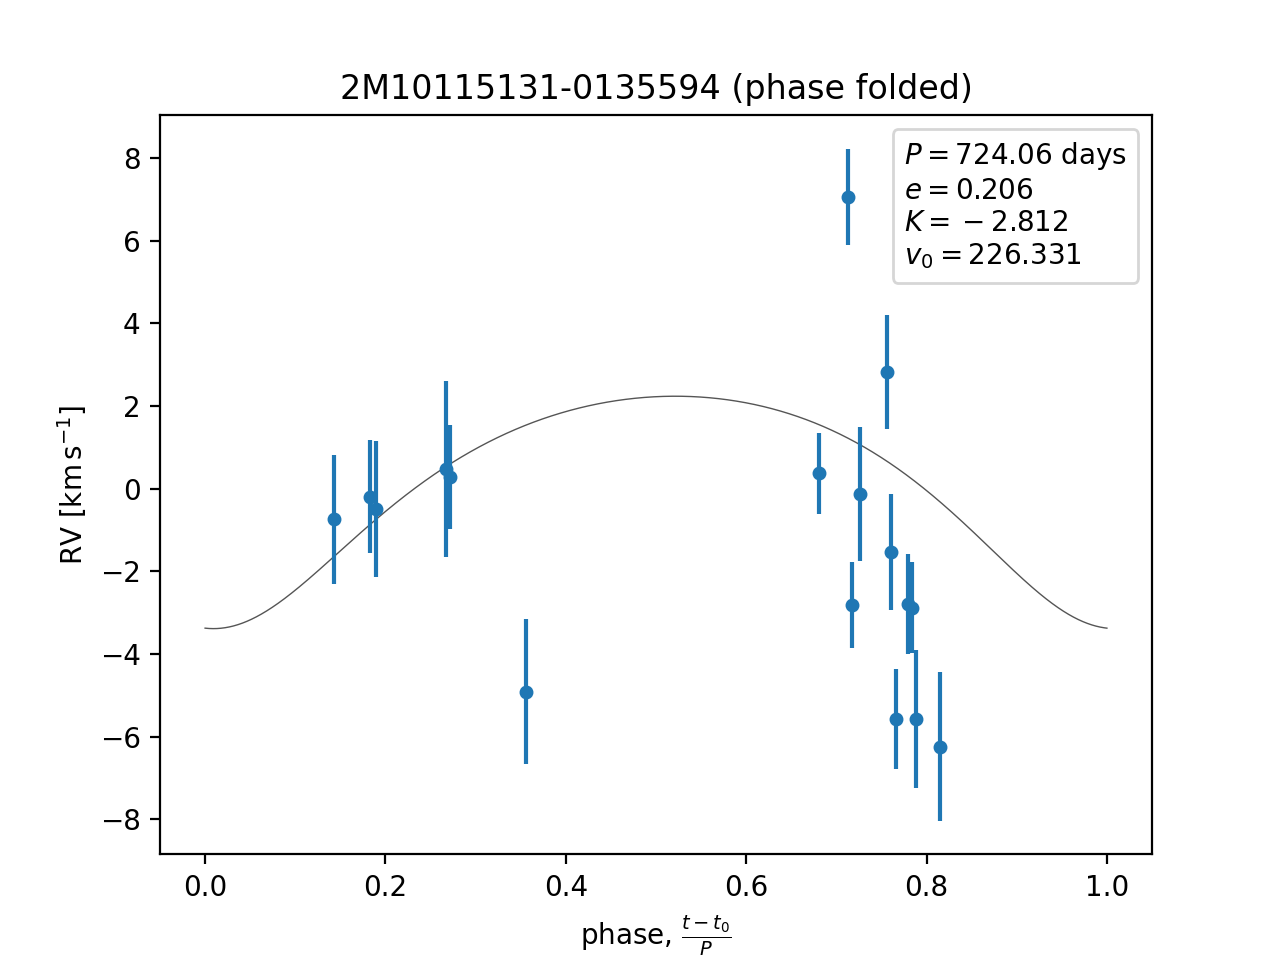 2M10115131-0135594 (phase folded)
P = 724.06 days
e = 0.206
K = −2.812
v₀ = 226.331
8
6
4
2
0
−2
−4
−6
−8
RV [km s⁻¹]
0.0 0.2 0.4 0.6 0.8 1.0
phase, (t − t₀)/P